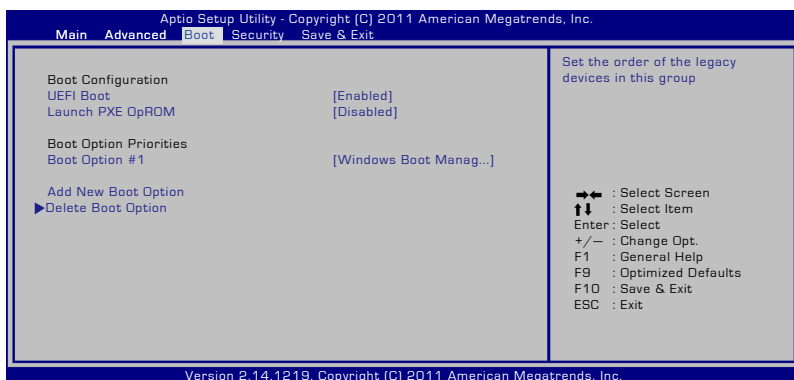 Aptio Setup Utility - Copyright (C) 2011 American Megatrends, Inc.
Main Advanced Boot Security Save & Exit
Boot Configuration
UEFI Boot [Enabled]
Launch PXE OpROM [Disabled]
Boot Option Priorities
Boot Option #1 [Windows Boot Manag...]
Add New Boot Option
Delete Boot Option
Set the order of the legacy
devices in this group
→← : Select Screen
↑↓ : Select Item
Enter : Select
+/— : Change Opt.
F1 : General Help
F9 : Optimized Defaults
F10 : Save & Exit
ESC : Exit
Version 2.14.1219. Copyright (C) 2011 American Megatrends, Inc.